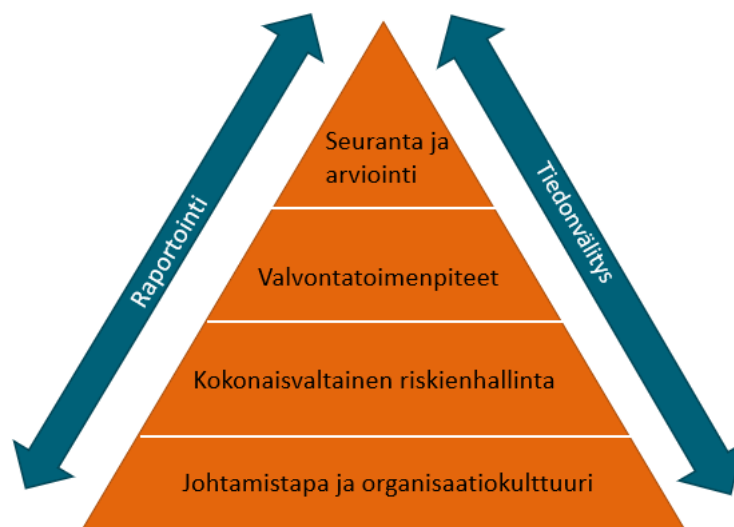 Seuranta ja
arviointi
Raportointi
Tiedonvälitys
Valvontatoimenpiteet
Kokonaisvaltainen riskienhallinta
Johtamistapa ja organisaatiokulttuuri